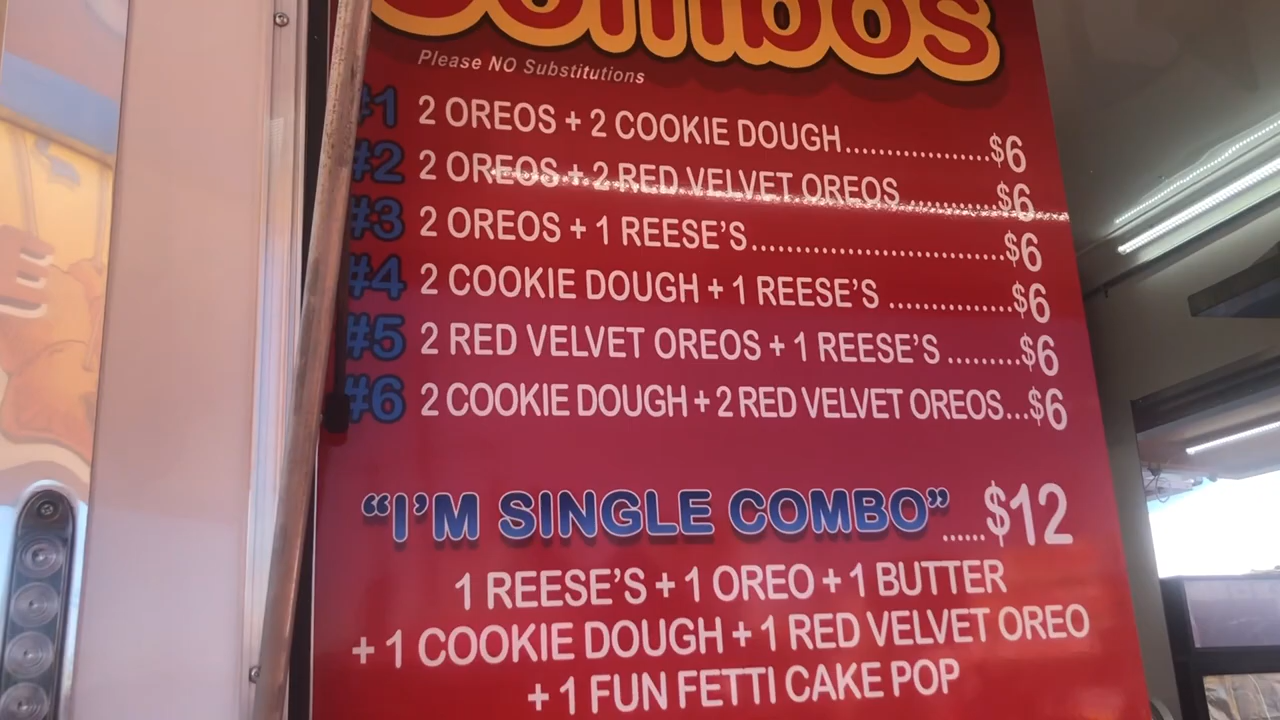 Combos
Please NO Substitutions
#1 2 OREOS + 2 COOKIE DOUGH.................$6
#2 2 OREOS + 2 RED VELVET OREOS ...........$6
#3 2 OREOS + 1 REESE'S..............................$6
#4 2 COOKIE DOUGH + 1 REESE'S ...............$6
#5 2 RED VELVET OREOS + 1 REESE'S .........$6
#6 2 COOKIE DOUGH + 2 RED VELVET OREOS...$6
"I'M SINGLE COMBO"......$12
1 REESE'S + 1 OREO + 1 BUTTER
+ 1 COOKIE DOUGH + 1 RED VELVET OREO
+ 1 FUN FETTI CAKE POP